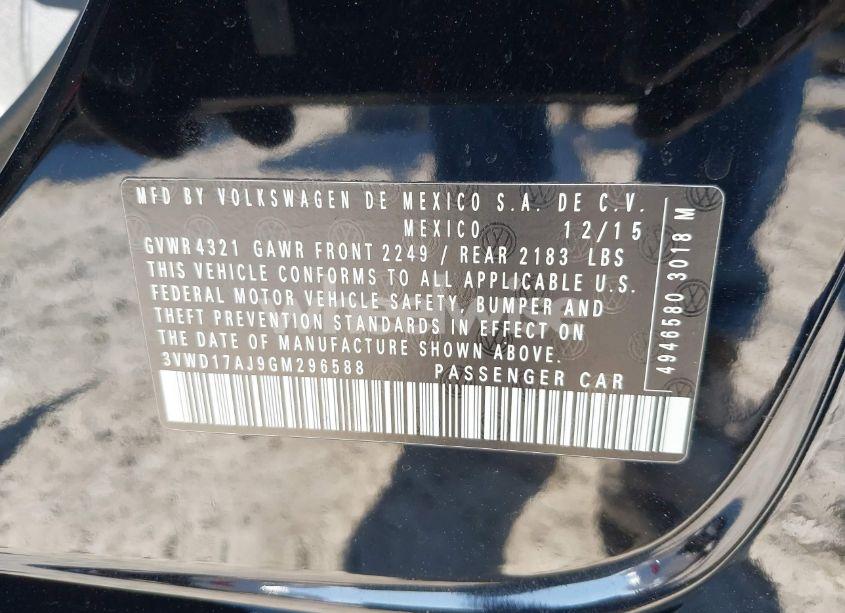 MFD BY VOLKSWAGEN DE MEXICO S.A. DE C.V.
MEXICO 12/15
GVWR 4321 GAWR FRONT 2249 / REAR 2183 LBS
THIS VEHICLE CONFORMS TO ALL APPLICABLE U.S.
FEDERAL MOTOR VEHICLE SAFETY, BUMPER AND
THEFT PREVENTION STANDARDS IN EFFECT ON
THE DATE OF MANUFACTURE SHOWN ABOVE.
3VWD17AJ9GM296588 PASSENGER CAR
4946580 3018 M